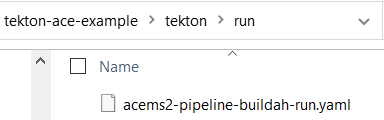 tekton-ace-example > tekton > run
Name
acems2-pipeline-buildah-run.yaml